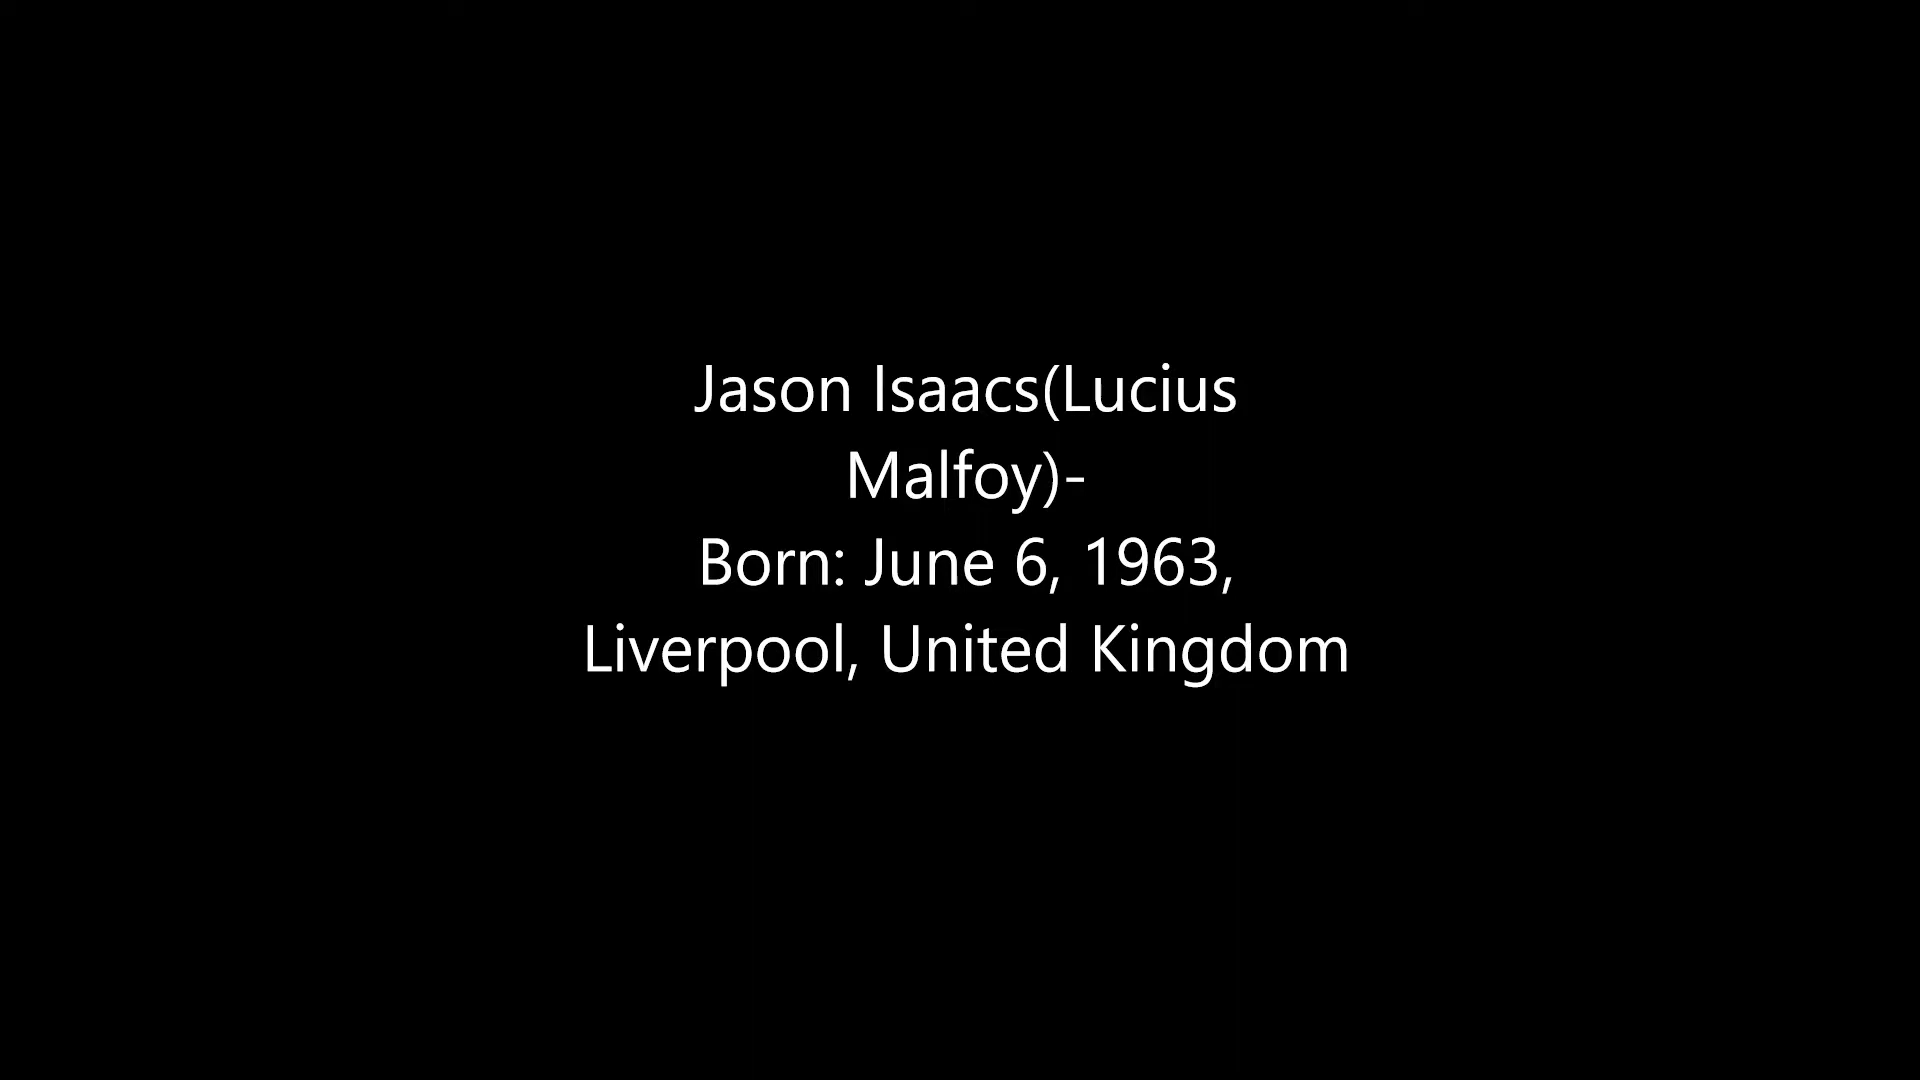 Jason Isaacs(Lucius
Malfoy)-
Born: June 6, 1963,
Liverpool, United Kingdom